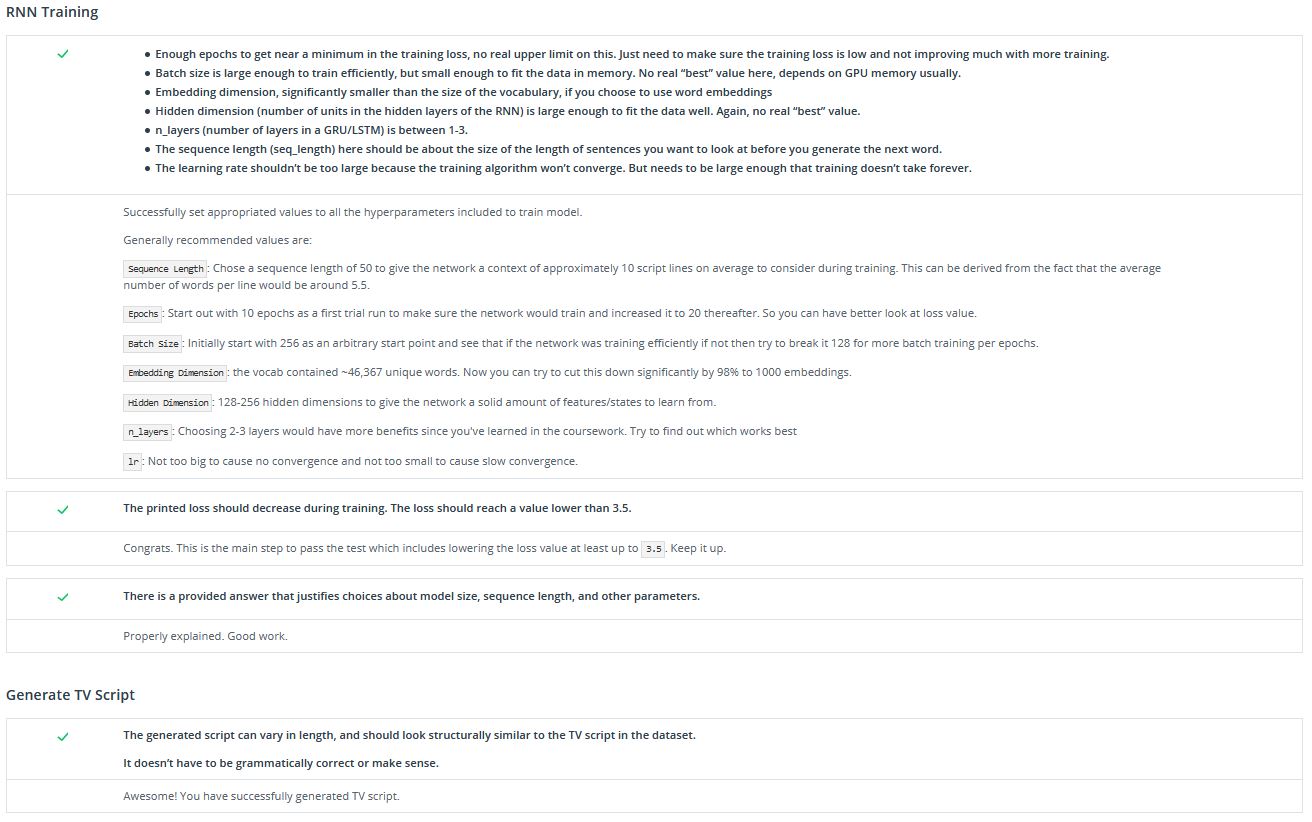 RNN Training
● Enough epochs to get near a minimum in the training loss, no real upper limit on this. Just need to make sure the training loss is low and not improving much with more training.
● Batch size is large enough to train efficiently, but small enough to fit the data in memory. No real “best” value here, depends on GPU memory usually.
● Embedding dimension, significantly smaller than the size of the vocabulary, if you choose to use word embeddings
● Hidden dimension (number of units in the hidden layers of the RNN) is large enough to fit the data well. Again, no real “best” value.
● n_layers (number of layers in a GRU/LSTM) is between 1-3.
● The sequence length (seq_length) here should be about the size of the length of sentences you want to look at before you generate the next word.
● The learning rate shouldn’t be too large because the training algorithm won’t converge. But needs to be large enough that training doesn’t take forever.
Successfully set appropriated values to all the hyperparameters included to train model.
Generally recommended values are:
Sequence Length: Chose a sequence length of 50 to give the network a context of approximately 10 script lines on average to consider during training. This can be derived from the fact that the average
number of words per line would be around 5.5.
Epochs: Start out with 10 epochs as a first trial run to make sure the network would train and increased it to 20 thereafter. So you can have better look at loss value.
Batch Size: Initially start with 256 as an arbitrary start point and see that if the network was training efficiently if not then try to break it 128 for more batch training per epochs.
Embedding Dimension: the vocab contained ~46,367 unique words. Now you can try to cut this down significantly by 98% to 1000 embeddings.
Hidden Dimension: 128-256 hidden dimensions to give the network a solid amount of features/states to learn from.
n_layers: Choosing 2-3 layers would have more benefits since you've learned in the coursework. Try to find out which works best
lr: Not too big to cause no convergence and not too small to cause slow convergence.
The printed loss should decrease during training. The loss should reach a value lower than 3.5.
Congrats. This is the main step to pass the test which includes lowering the loss value at least up to 3.5. Keep it up.
There is a provided answer that justifies choices about model size, sequence length, and other parameters.
Properly explained. Good work.
Generate TV Script
The generated script can vary in length, and should look structurally similar to the TV script in the dataset.
It doesn’t have to be grammatically correct or make sense.
Awesome! You have successfully generated TV script.